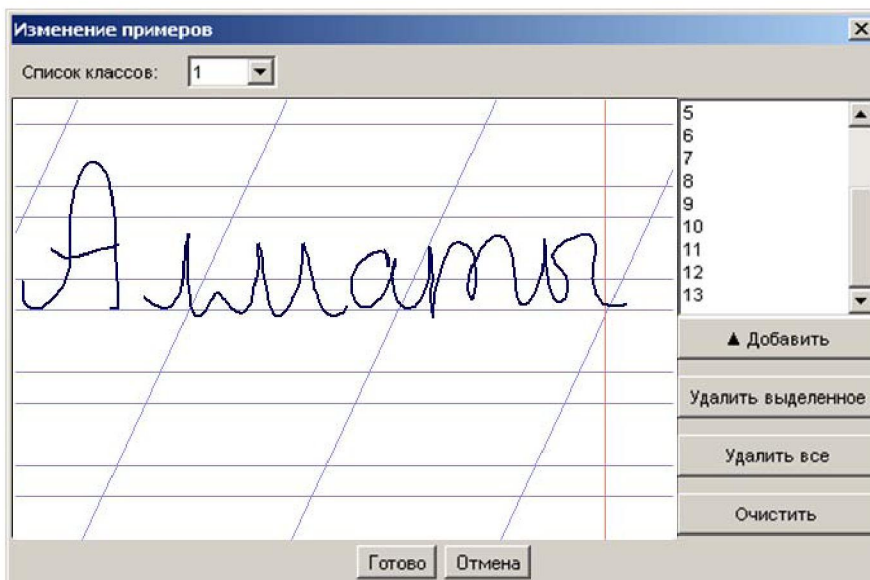 Изменение примеров
Список классов: 1
Алматы
5
6
7
8
9
10
11
12
13
▲ Добавить
Удалить выделенное
Удалить все
Очистить
Готово Отмена